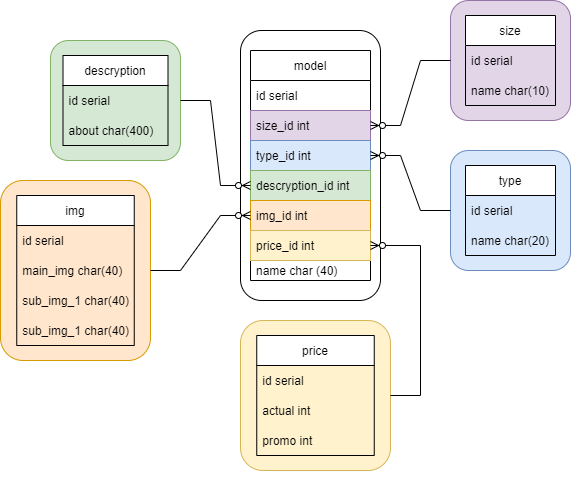 descryption
id serial
about char(400)
model
id serial
size_id int
type_id int
descryption_id int
img_id int
price_id int
name char (40)
size
id serial
name char(10)
type
id serial
name char(20)
img
id serial
main_img char(40)
sub_img_1 char(40)
sub_img_1 char(40)
price
id serial
actual int
promo int